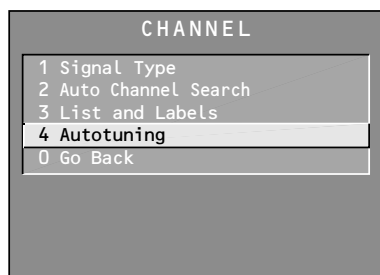 CHANNEL
1 Signal Type
2 Auto Channel Search
3 List and Labels
4 Autotuning
0 Go Back